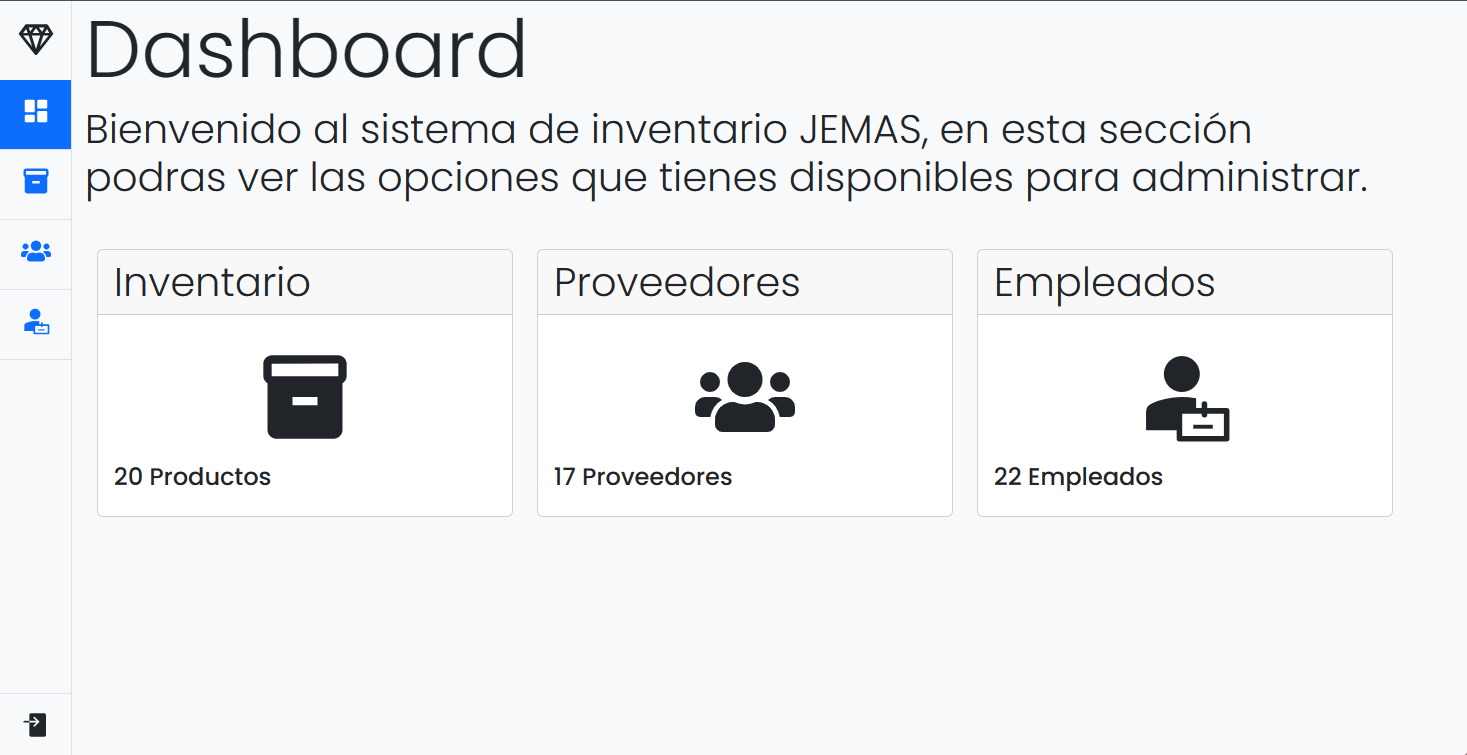 Dashboard
Bienvenido al sistema de inventario JEMAS, en esta sección
podras ver las opciones que tienes disponibles para administrar.
Inventario
Proveedores
Empleados
20 Productos
17 Proveedores
22 Empleados